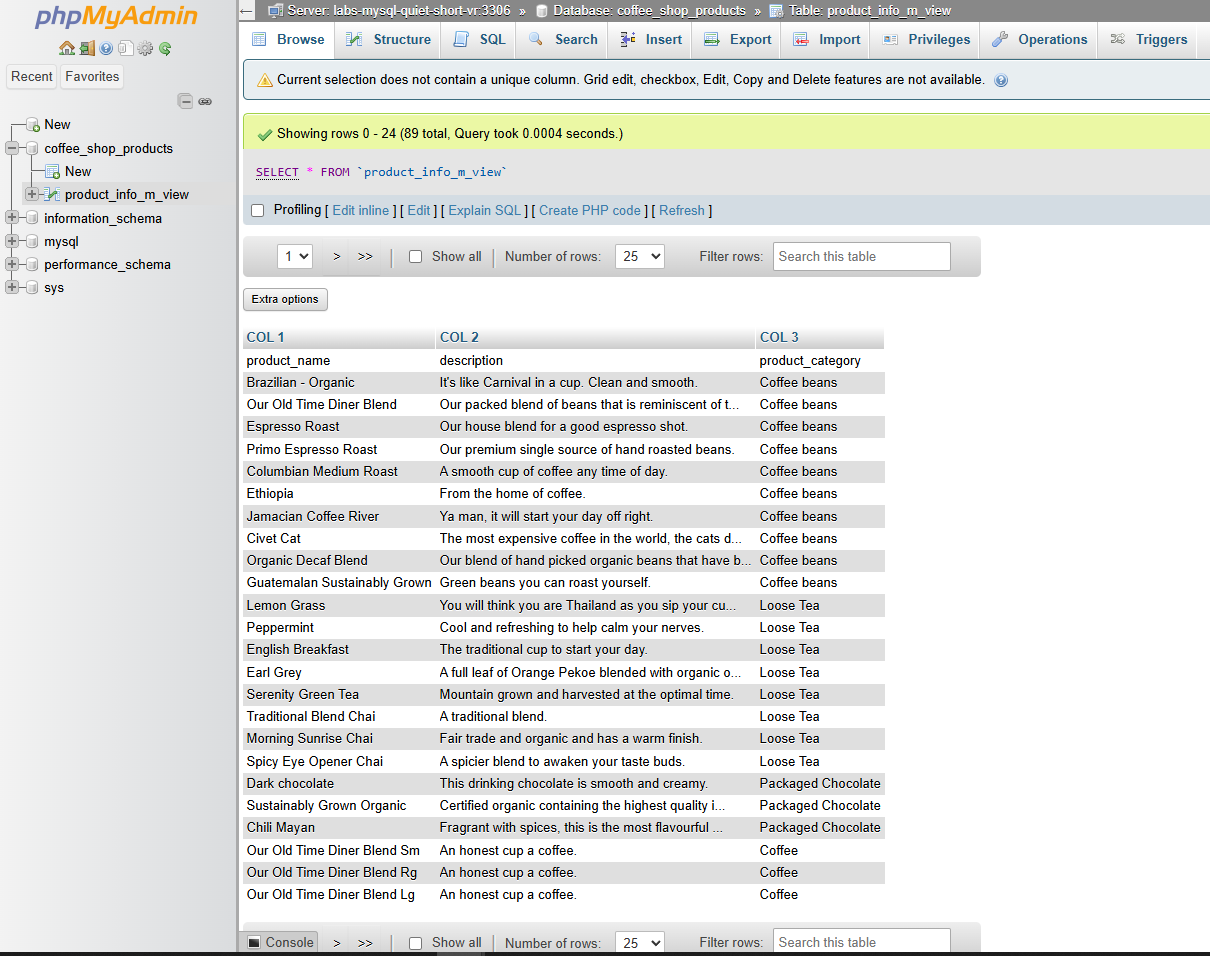 phpMyAdmin
Recent Favorites
New
coffee_shop_products
New
product_info_m_view
information_schema
mysql
performance_schema
sys
← Server: labs-mysql-quiet-short-vr:3306 » Database: coffee_shop_products » Table: product_info_m_view
Browse Structure SQL Search Insert Export Import Privileges Operations Triggers
Current selection does not contain a unique column. Grid edit, checkbox, Edit, Copy and Delete features are not available.
Showing rows 0 - 24 (89 total, Query took 0.0004 seconds.)
SELECT * FROM `product_info_m_view`
Profiling [ Edit inline ] [ Edit ] [ Explain SQL ] [ Create PHP code ] [ Refresh ]
1 > >> | Show all | Number of rows: 25 Filter rows: Search this table
Extra options
COL 1 COL 2 COL 3
product_name description product_category
Brazilian - Organic It's like Carnival in a cup. Clean and smooth. Coffee beans
Our Old Time Diner Blend Our packed blend of beans that is reminiscent of t... Coffee beans
Espresso Roast Our house blend for a good espresso shot. Coffee beans
Primo Espresso Roast Our premium single source of hand roasted beans. Coffee beans
Columbian Medium Roast A smooth cup of coffee any time of day. Coffee beans
Ethiopia From the home of coffee. Coffee beans
Jamacian Coffee River Ya man, it will start your day off right. Coffee beans
Civet Cat The most expensive coffee in the world, the cats d... Coffee beans
Organic Decaf Blend Our blend of hand picked organic beans that have b... Coffee beans
Guatemalan Sustainably Grown Green beans you can roast yourself. Coffee beans
Lemon Grass You will think you are Thailand as you sip your cu... Loose Tea
Peppermint Cool and refreshing to help calm your nerves. Loose Tea
English Breakfast The traditional cup to start your day. Loose Tea
Earl Grey A full leaf of Orange Pekoe blended with organic o... Loose Tea
Serenity Green Tea Mountain grown and harvested at the optimal time. Loose Tea
Traditional Blend Chai A traditional blend. Loose Tea
Morning Sunrise Chai Fair trade and organic and has a warm finish. Loose Tea
Spicy Eye Opener Chai A spicier blend to awaken your taste buds. Loose Tea
Dark chocolate This drinking chocolate is smooth and creamy. Packaged Chocolate
Sustainably Grown Organic Certified organic containing the highest quality i... Packaged Chocolate
Chili Mayan Fragrant with spices, this is the most flavourful ... Packaged Chocolate
Our Old Time Diner Blend Sm An honest cup a coffee. Coffee
Our Old Time Diner Blend Rg An honest cup a coffee. Coffee
Our Old Time Diner Blend Lg An honest cup a coffee. Coffee
Console > >> | Show all | Number of rows: 25 Filter rows: Search this table